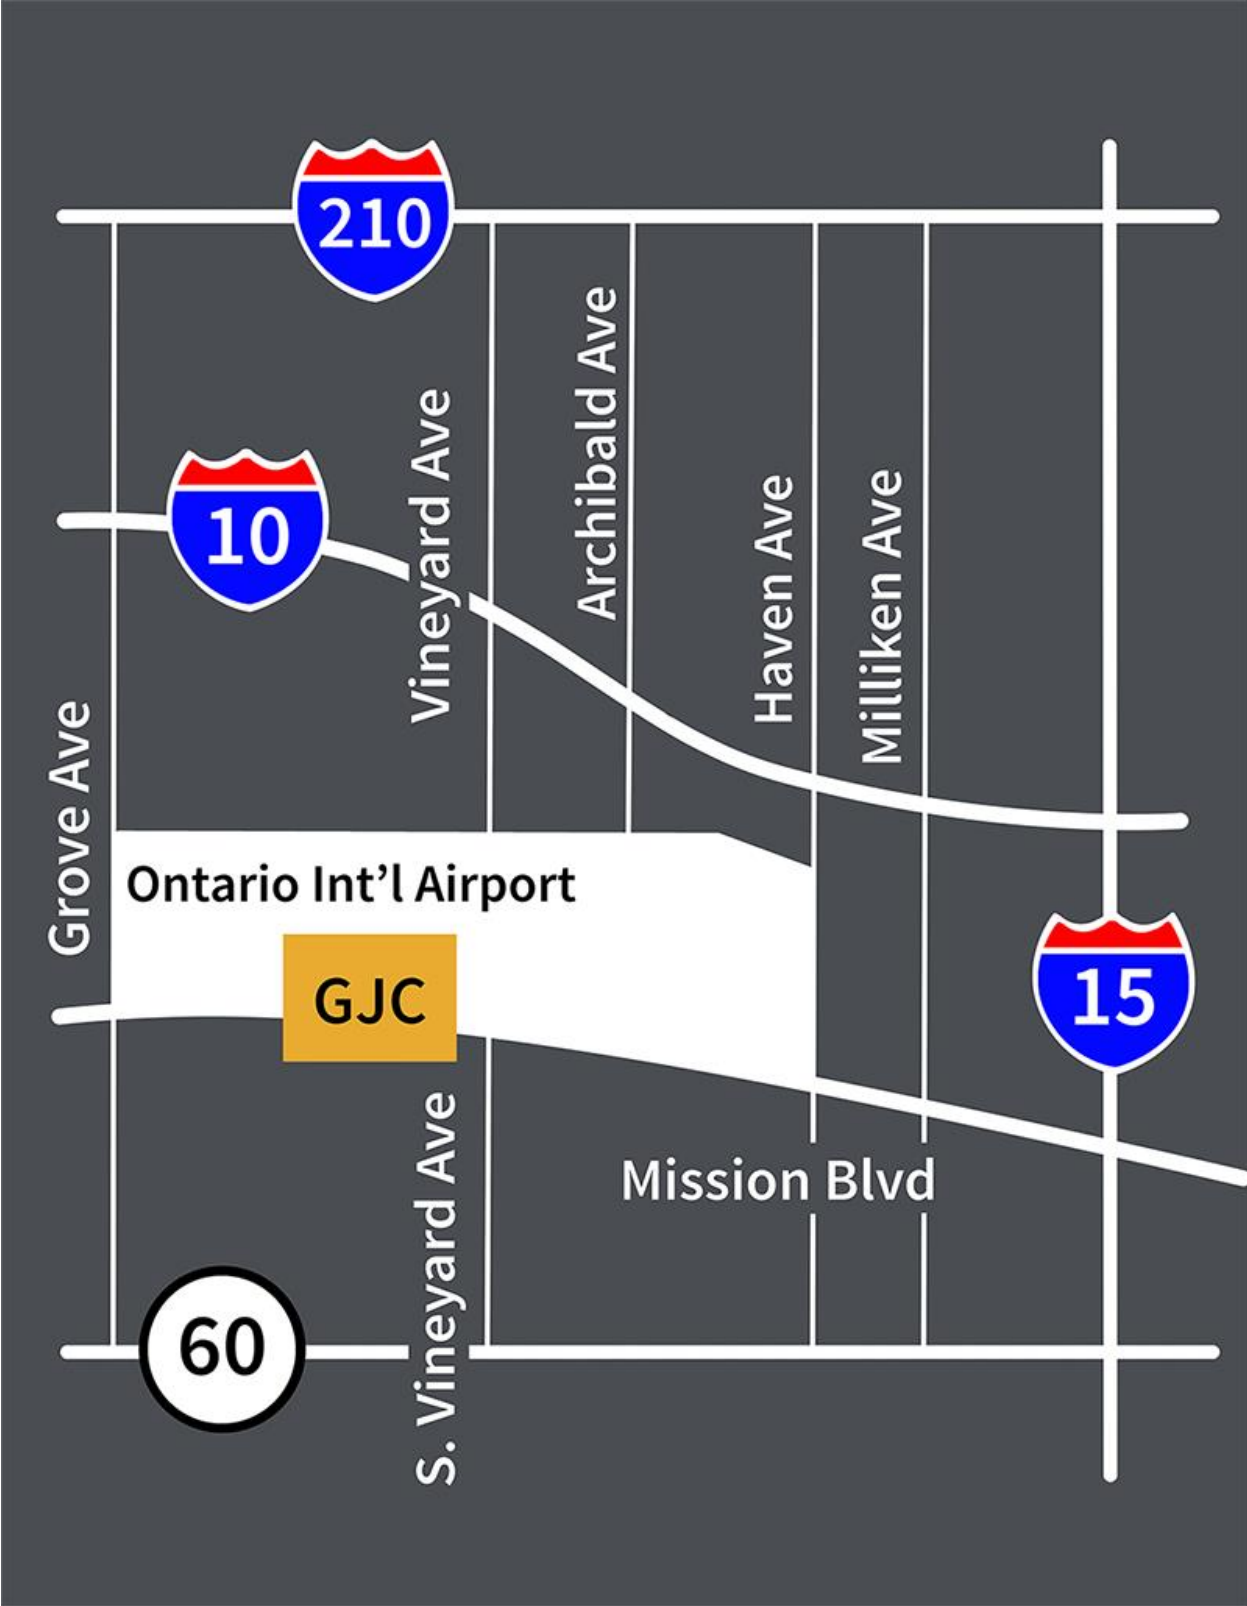 210
Archibald Ave
Vineyard Ave
10
Haven Ave
Milliken Ave
Grove Ave
Ontario Int’l Airport
GJC
15
Mission Blvd
S. Vineyard Ave
60